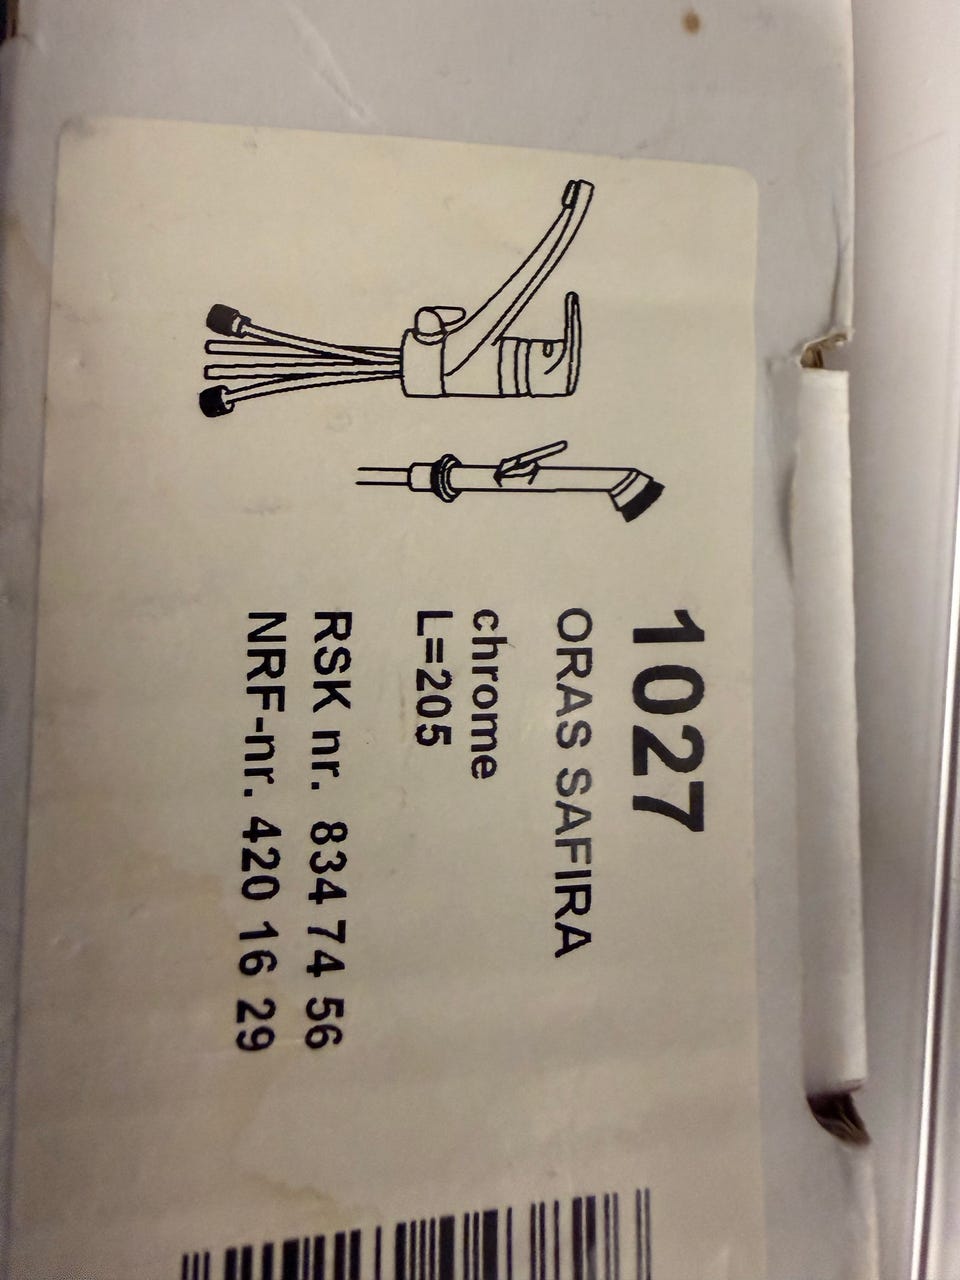 1027
ORAS SAFIRA
chrome
L=205
RSK nr. 834 74 56
NRF-nr. 420 16 29